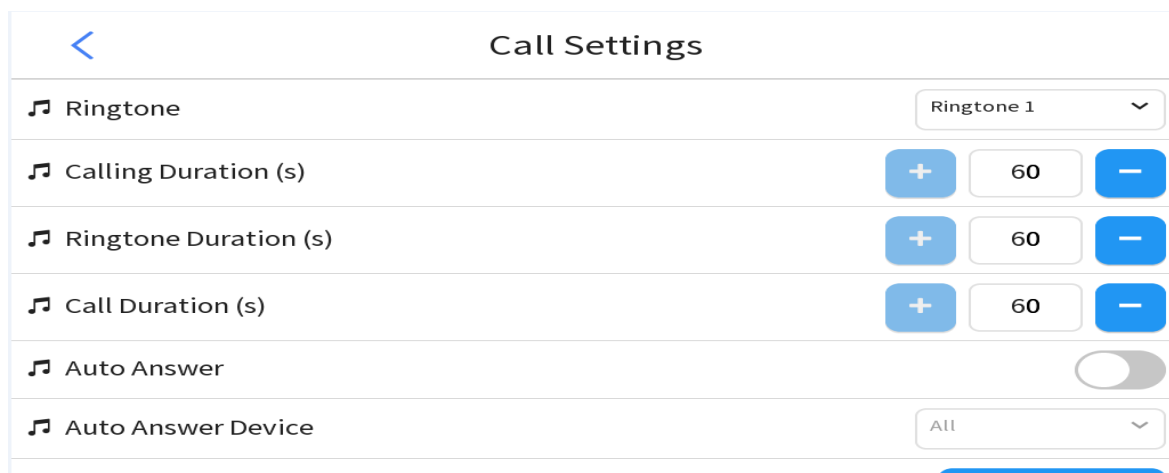 Call Settings
Ringtone Ringtone 1
Calling Duration (s) + 60 −
Ringtone Duration (s) + 60 −
Call Duration (s) + 60 −
Auto Answer
Auto Answer Device All